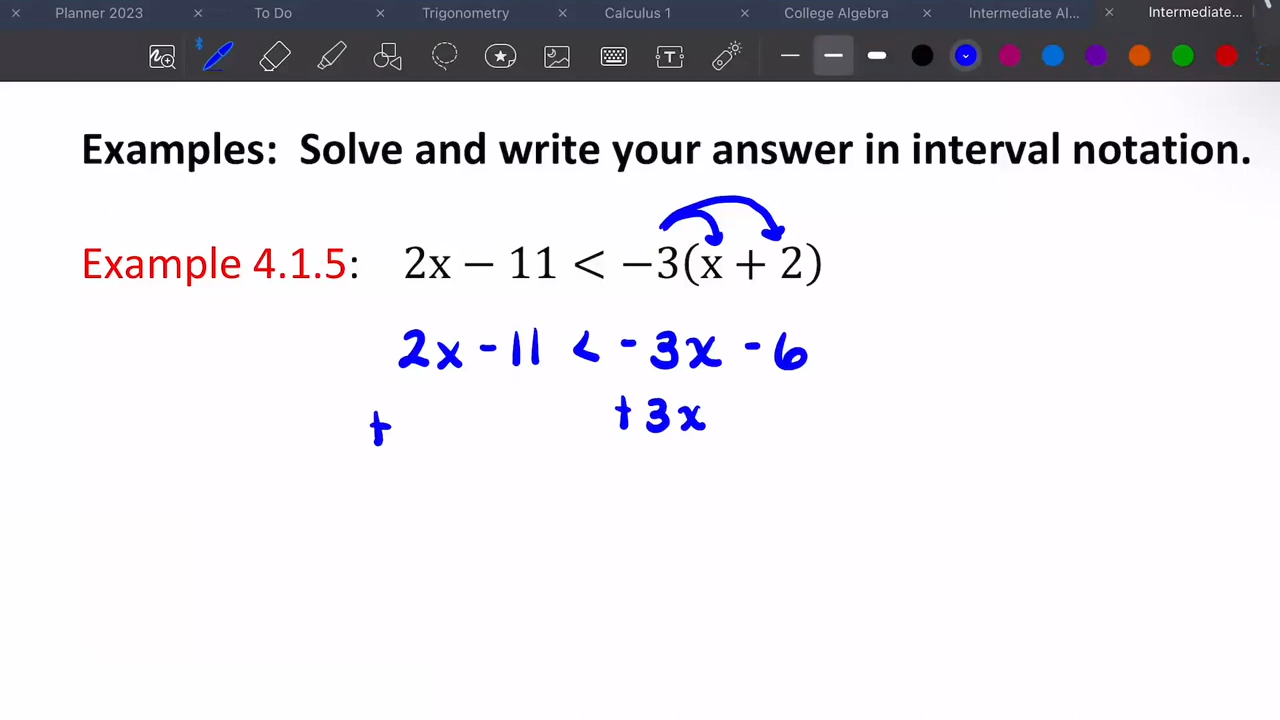 Planner 2023 To Do Trigonometry Calculus 1 College Algebra Intermediate Al... Intermediate...
T
Examples: Solve and write your answer in interval notation.
Example 4.1.5: 2x − 11 < −3(x + 2)
2x - 11 < - 3x - 6
+ + 3x